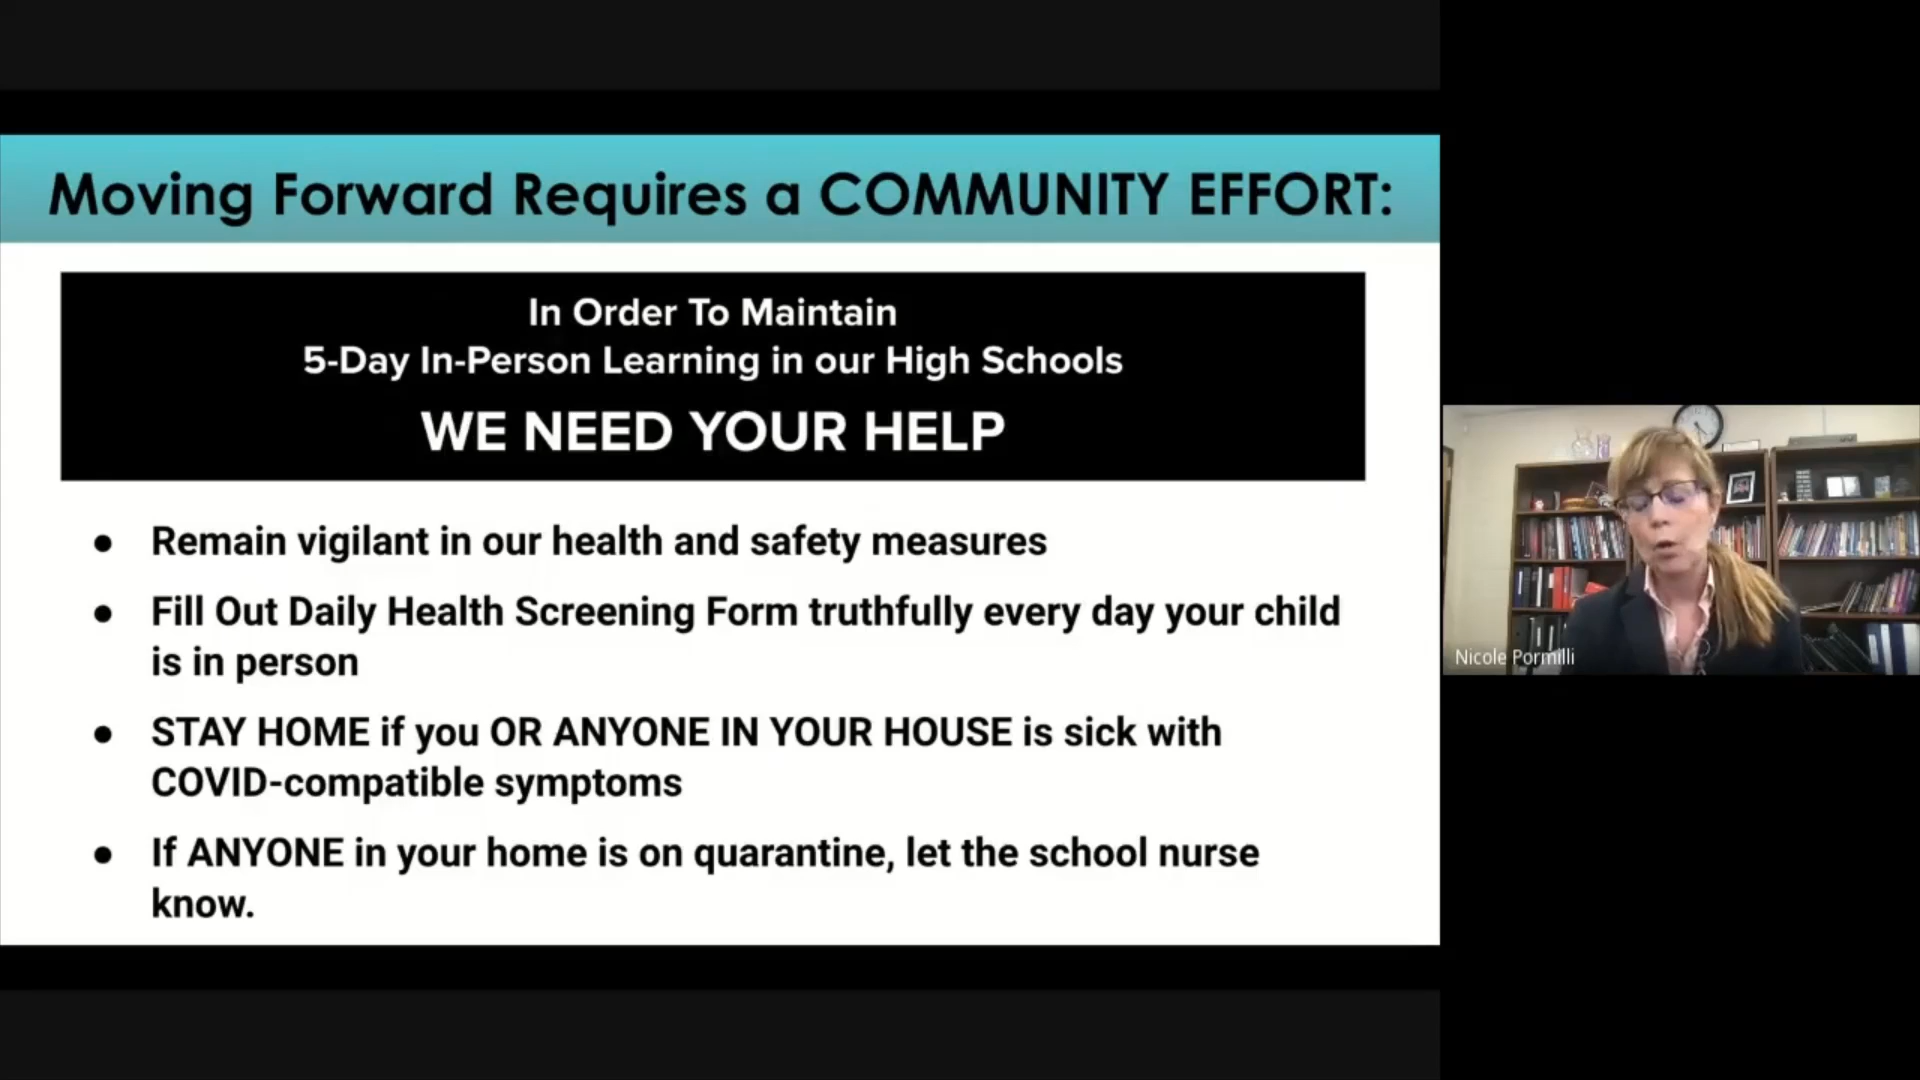 Moving Forward Requires a COMMUNITY EFFORT:
In Order To Maintain
5-Day In-Person Learning in our High Schools
WE NEED YOUR HELP
● Remain vigilant in our health and safety measures
● Fill Out Daily Health Screening Form truthfully every day your child
is in person
● STAY HOME if you OR ANYONE IN YOUR HOUSE is sick with
COVID-compatible symptoms
● If ANYONE in your home is on quarantine, let the school nurse
know.
Nicole Pormilli